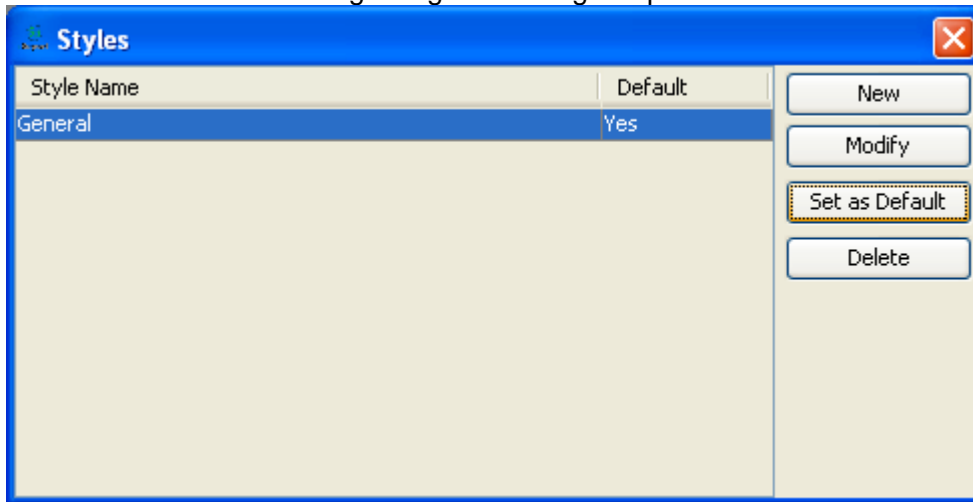 Styles
Style Name Default
General Yes
New
Modify
Set as Default
Delete